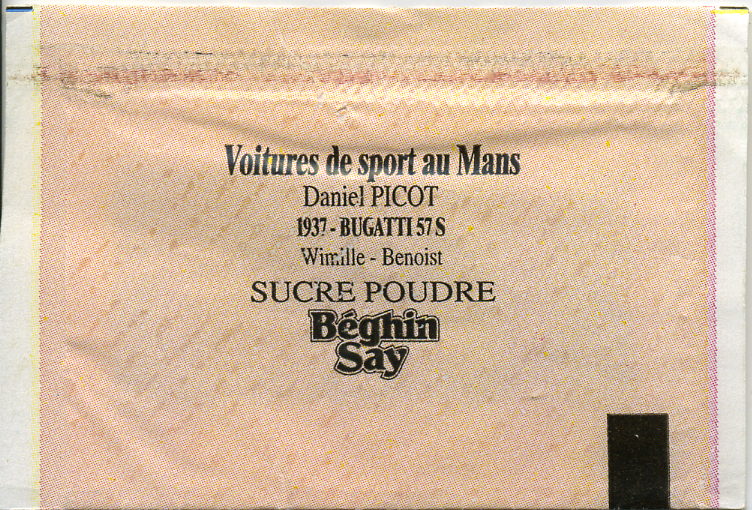 Voitures de sport au Mans
Daniel PICOT
1937 - BUGATTI 57 S
Wimille - Benoist
SUCRE POUDRE
Béghin
Say